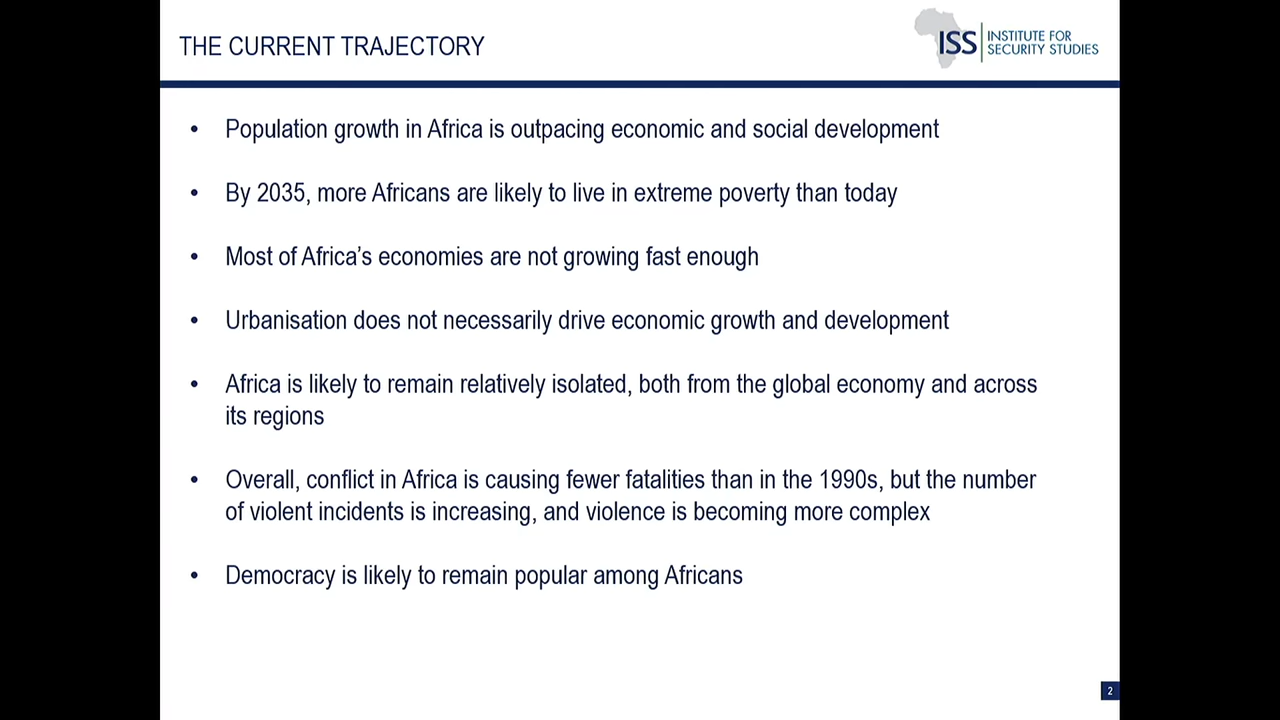 THE CURRENT TRAJECTORY
ISS INSTITUTE FOR
SECURITY STUDIES
• Population growth in Africa is outpacing economic and social development
• By 2035, more Africans are likely to live in extreme poverty than today
• Most of Africa’s economies are not growing fast enough
• Urbanisation does not necessarily drive economic growth and development
• Africa is likely to remain relatively isolated, both from the global economy and across
its regions
• Overall, conflict in Africa is causing fewer fatalities than in the 1990s, but the number
of violent incidents is increasing, and violence is becoming more complex
• Democracy is likely to remain popular among Africans
2